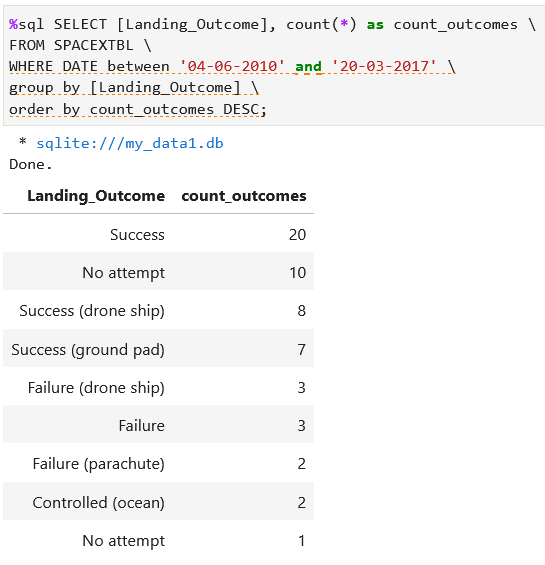 %sql SELECT [Landing_Outcome], count(*) as count_outcomes \
FROM SPACEXTBL \
WHERE DATE between '04-06-2010' and '20-03-2017' \
group by [Landing_Outcome] \
order by count_outcomes DESC;
* sqlite:///my_data1.db
Done.
Landing_Outcome count_outcomes
Success 20
No attempt 10
Success (drone ship) 8
Success (ground pad) 7
Failure (drone ship) 3
Failure 3
Failure (parachute) 2
Controlled (ocean) 2
No attempt 1